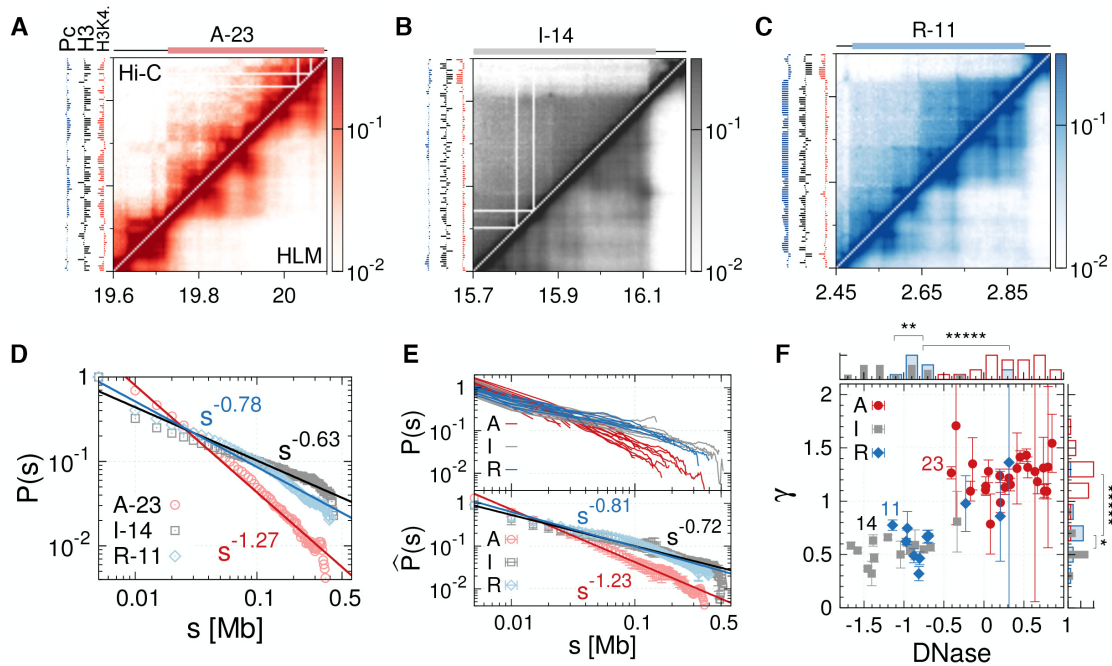 A
Pc
H3
H3K4.
A-23
Hi-C
HLM
10^-1
10^-2
19.6 19.8 20
B
I-14
10^-1
10^-2
15.7 15.9 16.1
C
R-11
10^-1
10^-2
2.45 2.65 2.85
D
P(s)
1
10^-1
10^-2
s^-0.78
s^-0.63
s^-1.27
A-23
I-14
R-11
0.01 0.1 0.5
s [Mb]
E
P(s)
1
10^-1
10^-2
A
I
R
P̂(s)
1
10^-1
10^-2
s^-0.81
s^-0.72
s^-1.23
A
I
R
0.01 0.1 0.5
s [Mb]
F
**
*****
γ
2
1.5
1
0.5
0
A
I
R
23
11
14
*****
*
-1.5 -1 -0.5 0 0.5 1
DNase